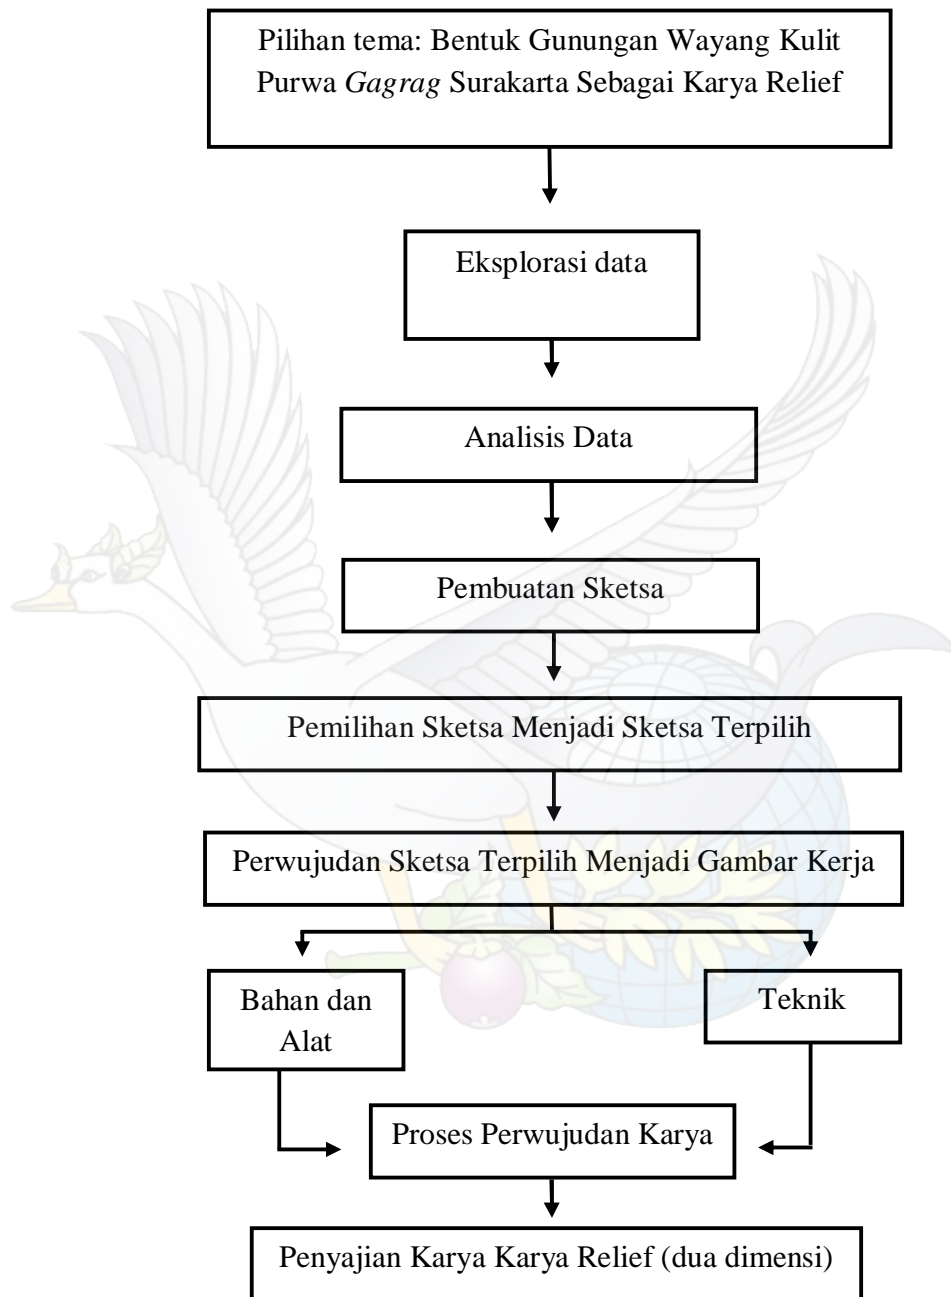 Pilihan tema: Bentuk Gunungan Wayang Kulit
Purwa Gagrag Surakarta Sebagai Karya Relief
Eksplorasi data
Analisis Data
Pembuatan Sketsa
Pemilihan Sketsa Menjadi Sketsa Terpilih
Perwujudan Sketsa Terpilih Menjadi Gambar Kerja
Bahan dan
Alat
Teknik
Proses Perwujudan Karya
Penyajian Karya Karya Relief (dua dimensi)